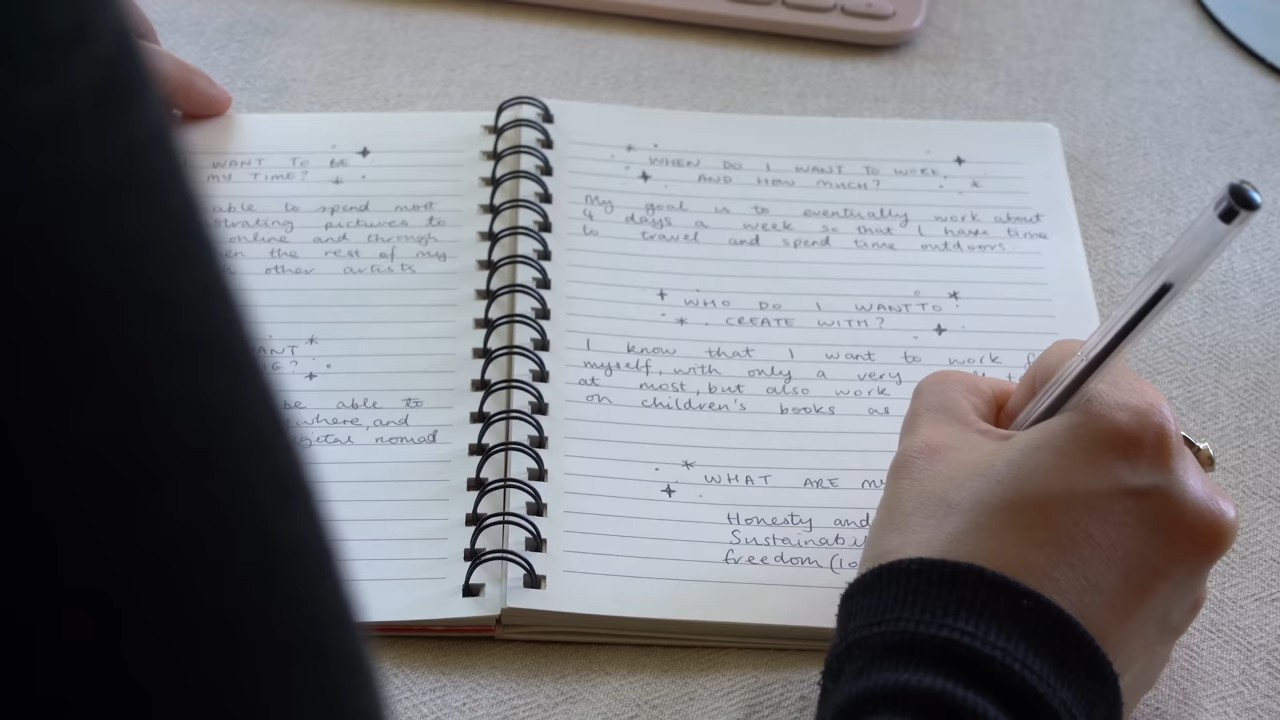 WANT TO BE
MY TIME?
able to spend most
strating pictures to
online and through
the rest of my
other artists
ANT
G?
be able to
where, and
igital nomad
WHEN DO I WANT TO WORK,
AND HOW MUCH?
My goal is to eventually work about
4 days a week so that I have time
to travel and spend time outdoors.
WHO DO I WANT TO
CREATE WITH?
I know that I want to work f
myself, with only a very
at most, but also work
on children's books as
WHAT ARE
Honesty and
Sustainabi
freedom (lo